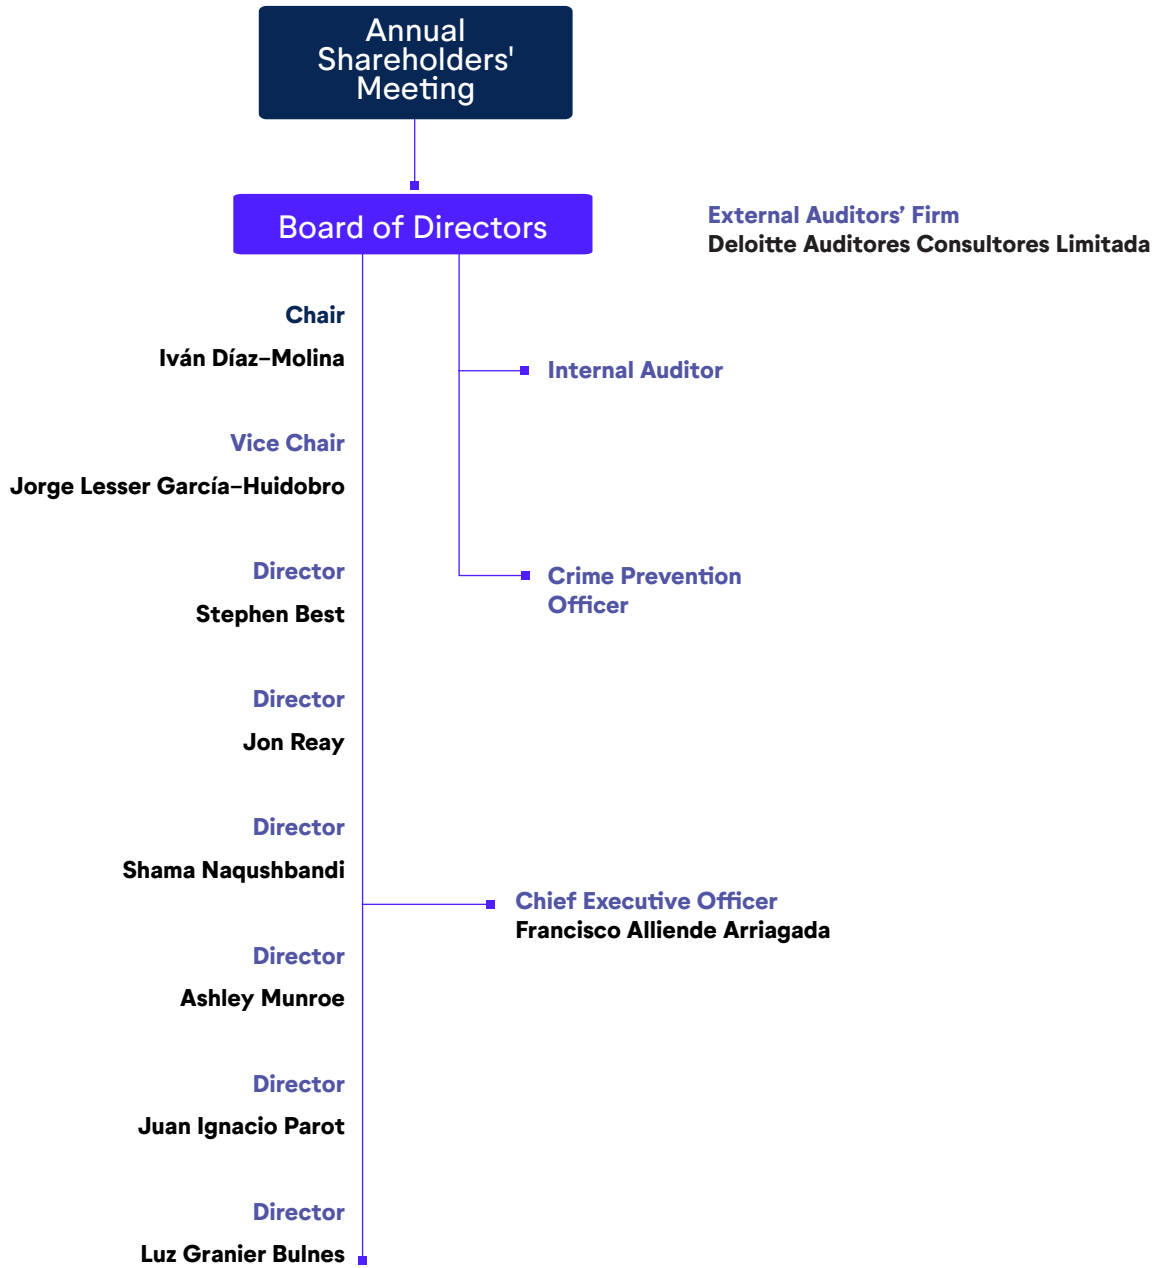 Annual
Shareholders'
Meeting
Board of Directors
External Auditors’ Firm
Deloitte Auditores Consultores Limitada
Chair
Iván Díaz–Molina
Internal Auditor
Vice Chair
Jorge Lesser García–Huidobro
Director
Stephen Best
Crime Prevention
Officer
Director
Jon Reay
Director
Shama Naqushbandi
Chief Executive Officer
Francisco Alliende Arriagada
Director
Ashley Munroe
Director
Juan Ignacio Parot
Director
Luz Granier Bulnes